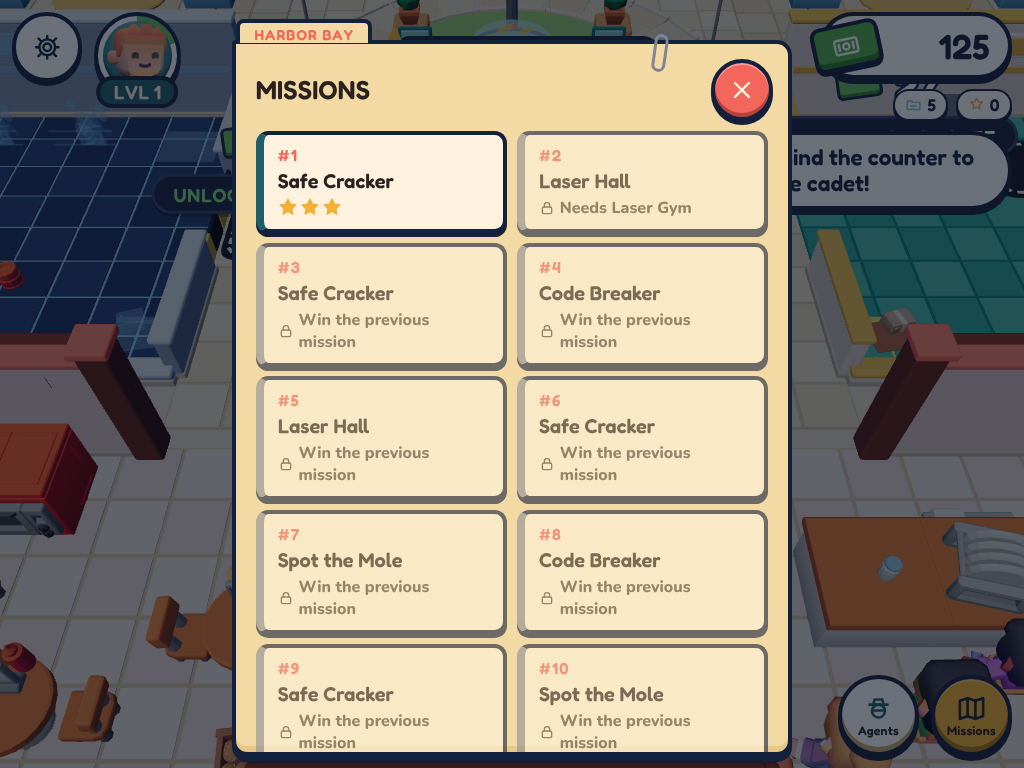 HARBOR BAY
MISSIONS
125
LVL 1
5
0
ind the counter to
e cadet!
UNLO
#1
Safe Cracker
#2
Laser Hall
Needs Laser Gym
#3
Safe Cracker
Win the previous
mission
#4
Code Breaker
Win the previous
mission
#5
Laser Hall
Win the previous
mission
#6
Safe Cracker
Win the previous
mission
#7
Spot the Mole
Win the previous
mission
#8
Code Breaker
Win the previous
mission
#9
Safe Cracker
Win the previous
mission
#10
Spot the Mole
Win the previous
mission
Agents
Missions